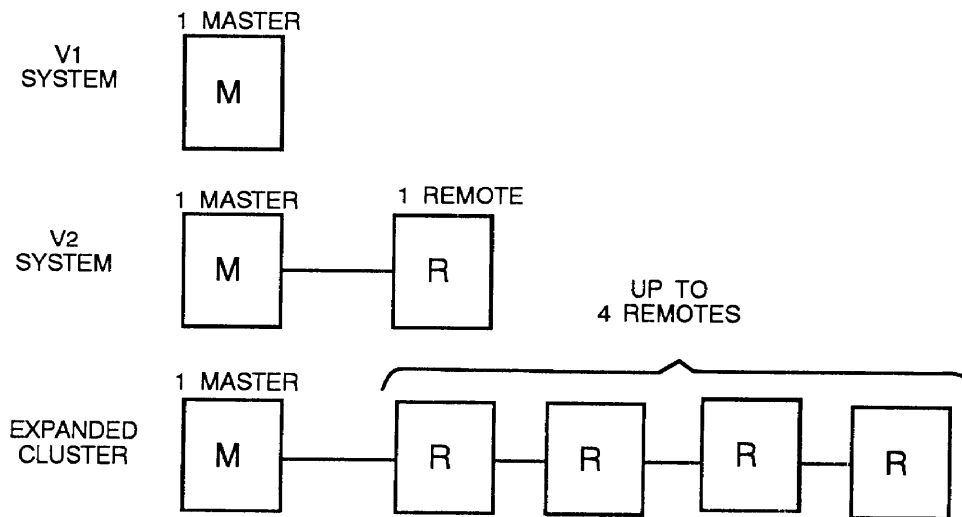 1 MASTER
V1
SYSTEM
M
1 MASTER
1 REMOTE
V2
SYSTEM
M
R
UP TO
4 REMOTES
1 MASTER
EXPANDED
CLUSTER
M
R
R
R
R